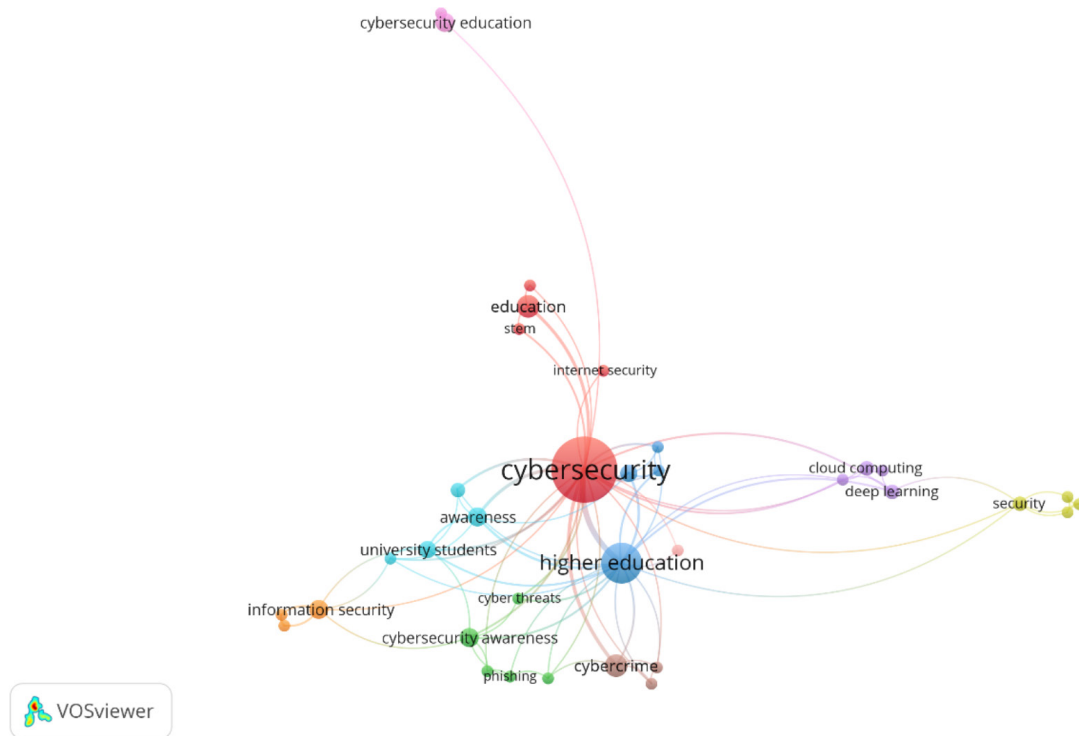 cybersecurity education
education
stem
internet security
cybersecurity
cloud computing
deep learning
security
awareness
university students
higher education
cyber threats
information security
cybersecurity awareness
cybercrime
phishing
VOSviewer